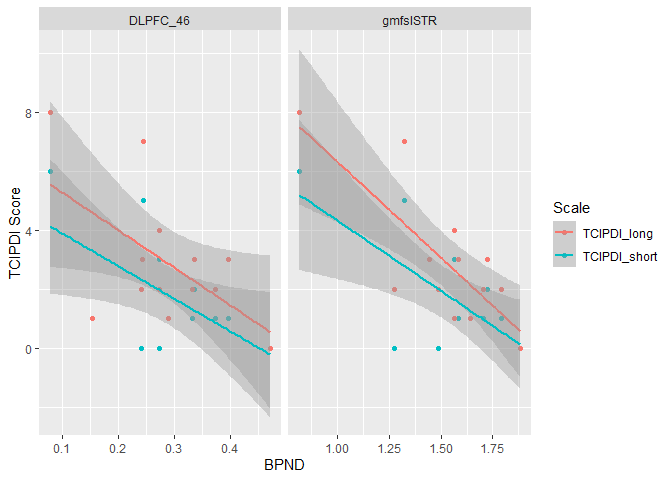 DLPFC_46
gmfslSTR
8
4
0
TCIPDI Score
0.1 0.2 0.3 0.4
1.00 1.25 1.50 1.75
BPND
Scale
TCIPDI_long
TCIPDI_short